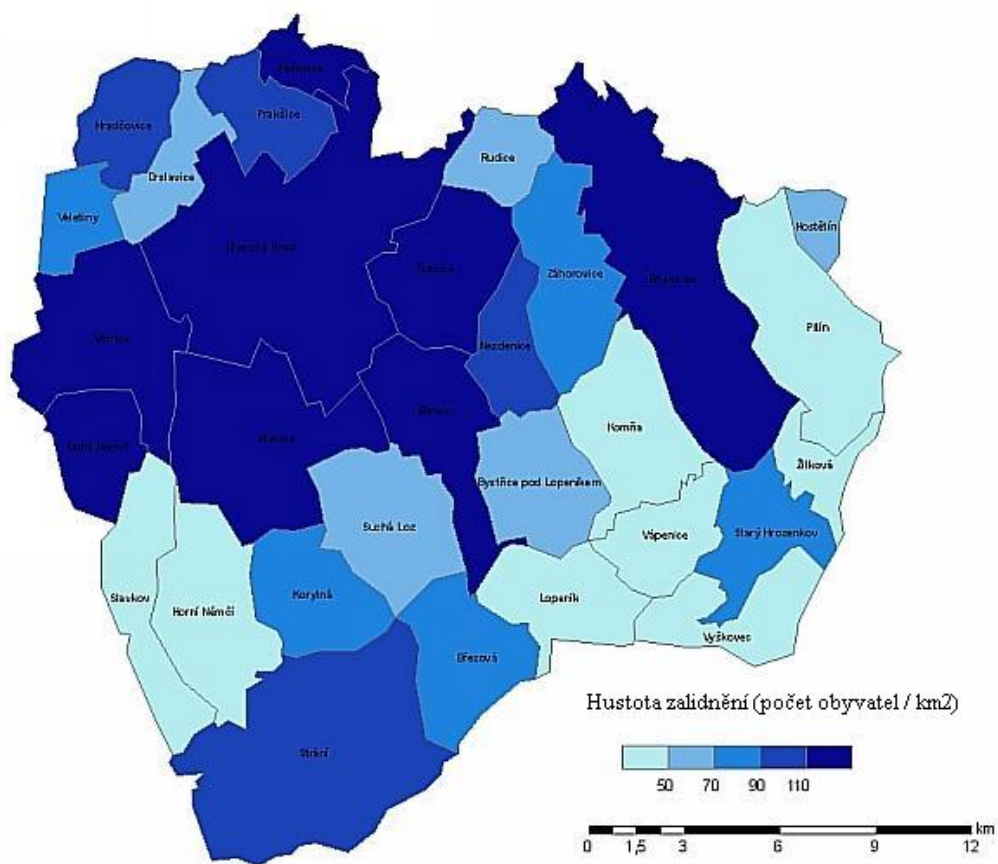 Hradčovice
Prakšice
Drslavice
Rudice
Veletiny
Hostětín
Záhorovice
Pitín
Nezdenice
Komňa
Žítková
Bystřice pod Lopeníkem
Suchá Loz
Vápenice
Starý Hrozenkov
Slavkov
Horní Němčí
Korytná
Lopeník
Vyškovec
Březová
Strání
Hustota zalidnění (počet obyvatel / km2)
50 70 90 110
km
0 1,5 3 6 9 12